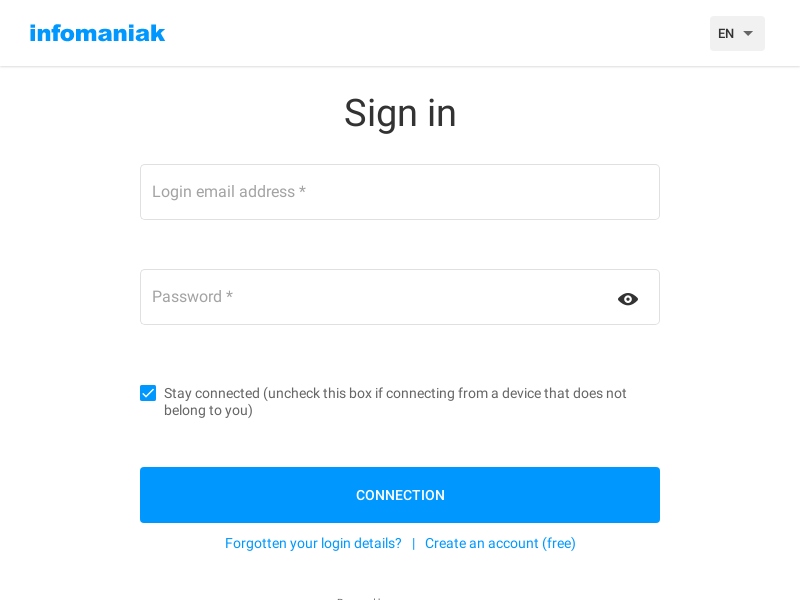 infomaniak
EN
Sign in
Login email address *
Password *
Stay connected (uncheck this box if connecting from a device that does not
belong to you)
CONNECTION
Forgotten your login details? | Create an account (free)